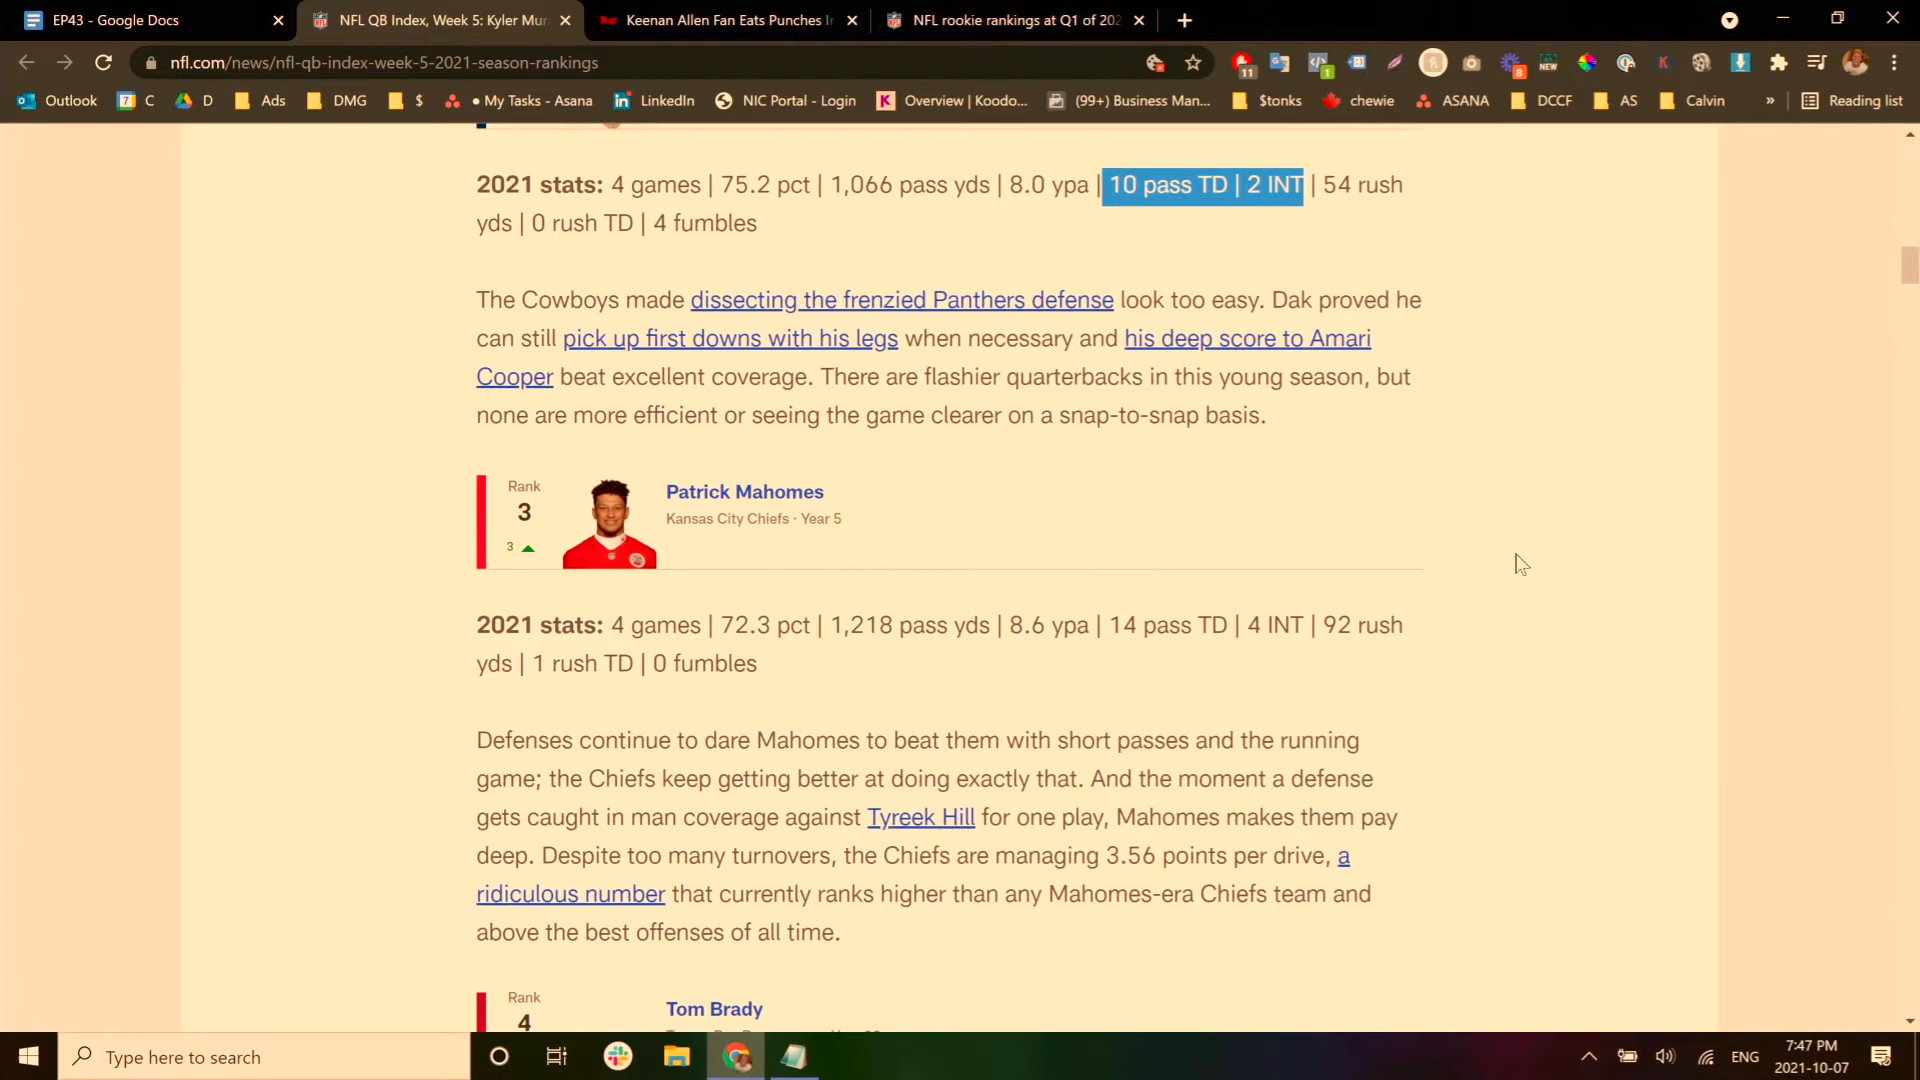 EP43 - Google Docs
NFL QB Index, Week 5: Kyler Mur
Keenan Allen Fan Eats Punches I
NFL rookie rankings at Q1 of 202
nfl.com/news/nfl-qb-index-week-5-2021-season-rankings
11
1
8
NEW
Outlook
7 C
D
Ads
DMG
$
• My Tasks - Asana
LinkedIn
NIC Portal - Login
Overview | Koodo...
(99+) Business Man...
$tonks
chewie
ASANA
DCCF
AS
Calvin
»
Reading list
2021 stats: 4 games | 75.2 pct | 1,066 pass yds | 8.0 ypa | 10 pass TD | 2 INT | 54 rush
yds | 0 rush TD | 4 fumbles
The Cowboys made dissecting the frenzied Panthers defense look too easy. Dak proved he
can still pick up first downs with his legs when necessary and his deep score to Amari
Cooper beat excellent coverage. There are flashier quarterbacks in this young season, but
none are more efficient or seeing the game clearer on a snap-to-snap basis.
Rank
3
3
Patrick Mahomes
Kansas City Chiefs · Year 5
2021 stats: 4 games | 72.3 pct | 1,218 pass yds | 8.6 ypa | 14 pass TD | 4 INT | 92 rush
yds | 1 rush TD | 0 fumbles
Defenses continue to dare Mahomes to beat them with short passes and the running
game; the Chiefs keep getting better at doing exactly that. And the moment a defense
gets caught in man coverage against Tyreek Hill for one play, Mahomes makes them pay
deep. Despite too many turnovers, the Chiefs are managing 3.56 points per drive, a
ridiculous number that currently ranks higher than any Mahomes-era Chiefs team and
above the best offenses of all time.
Rank
4
Tom Brady
Type here to search
ENG
7:47 PM
2021-10-07